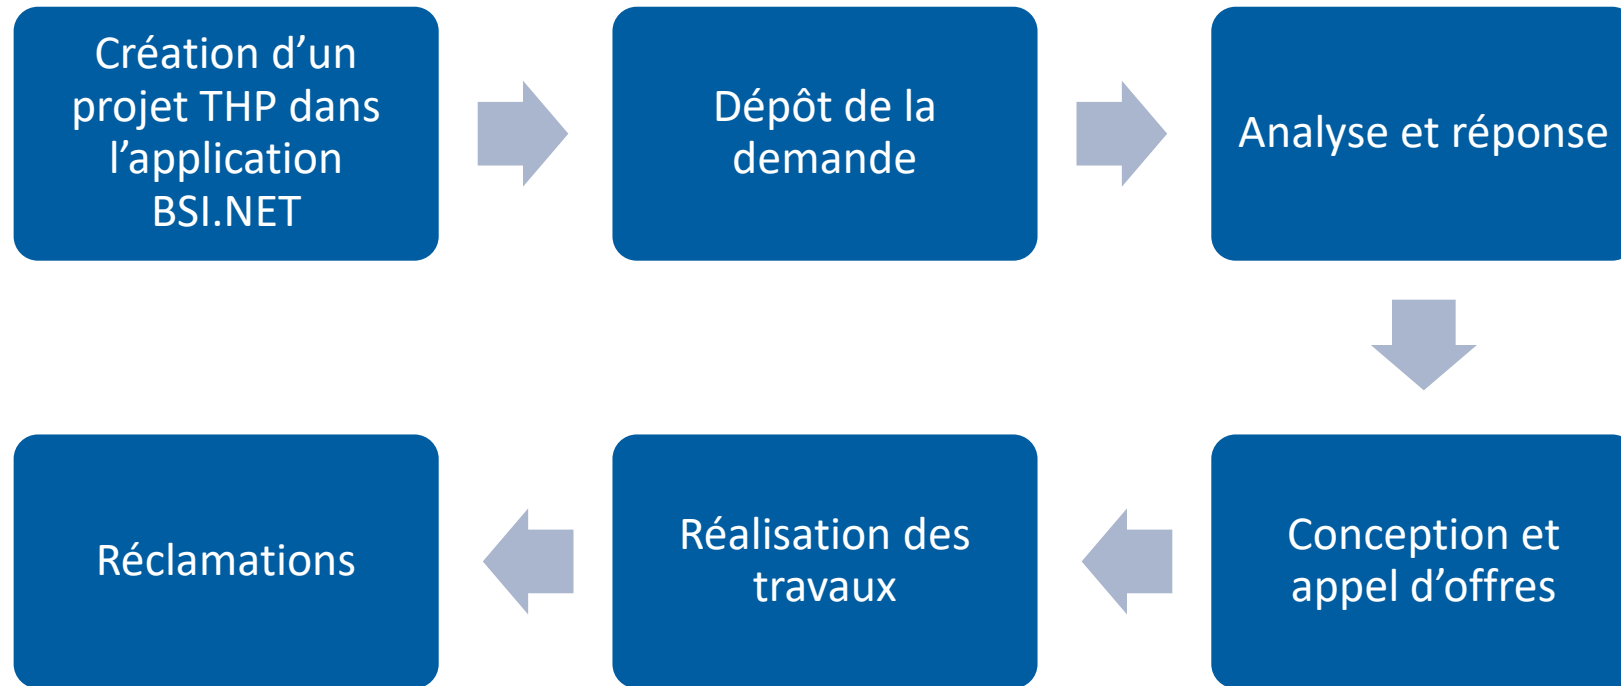 Création d’un
projet THP dans
l’application
BSI.NET
Dépôt de la
demande
Analyse et réponse
Conception et
appel d’offres
Réalisation des
travaux
Réclamations